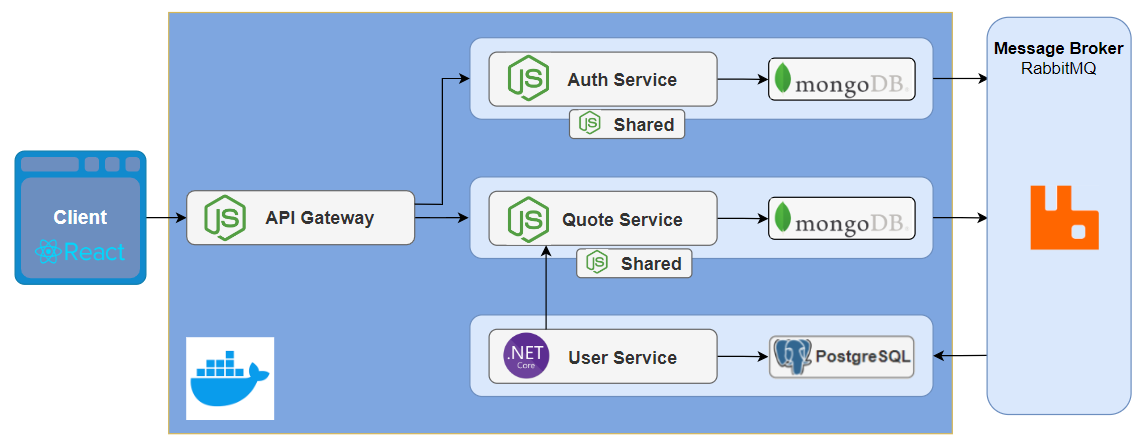 Message Broker
RabbitMQ
JS
Auth Service
mongoDB.
JS
Shared
Client
React
JS
API Gateway
JS
Quote Service
mongoDB.
JS
Shared
.NET
Core
User Service
PostgreSQL